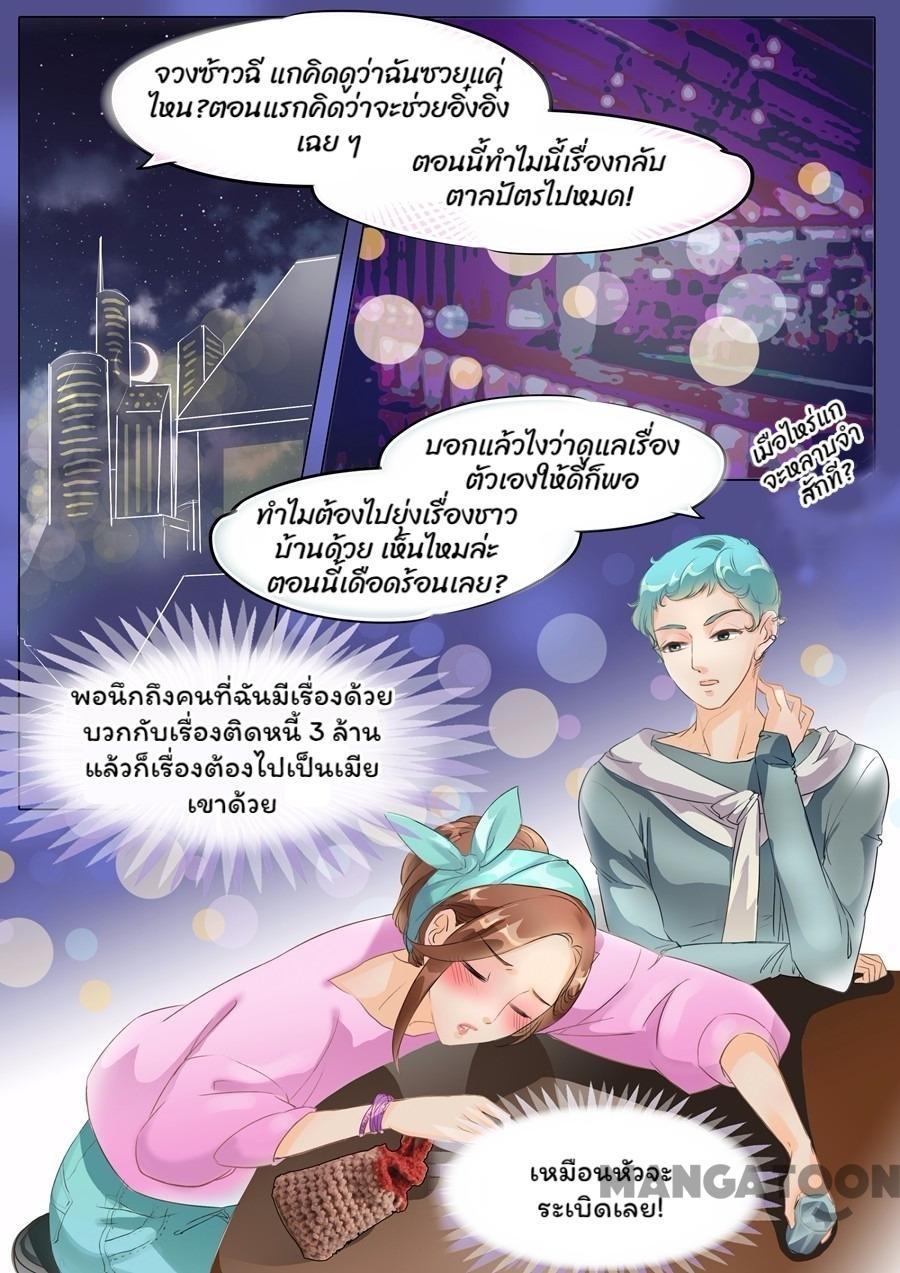 จวงซ้าวฉี แกคิดดูว่าฉันซวยแค่
ไหน?ตอนแรกคิดว่าจะช่วยอิ๋งอิ๋ง
เฉย ๆ
ตอนนี้ทำไมนี้เรื่องกลับ
ตาลปัตรไปหมด!
บอกแล้วไงว่าดูแลเรื่อง
ตัวเองให้ดีก็พอ
เมื่อไหร่แก
จะหลาบจำ
สักที?
ทำไมต้องไปยุ่งเรื่องชาว
บ้านด้วย เห็นไหมล่ะ
ตอนนี้เดือดร้อนเลย?
พอนึกถึงคนที่ฉันมีเรื่องด้วย
บวกกับเรื่องติดหนี้ 3 ล้าน
แล้วก็เรื่องต้องไปเป็นเมีย
เขาด้วย
เหมือนหัวจะ
ระเบิดเลย!
MANGATOON